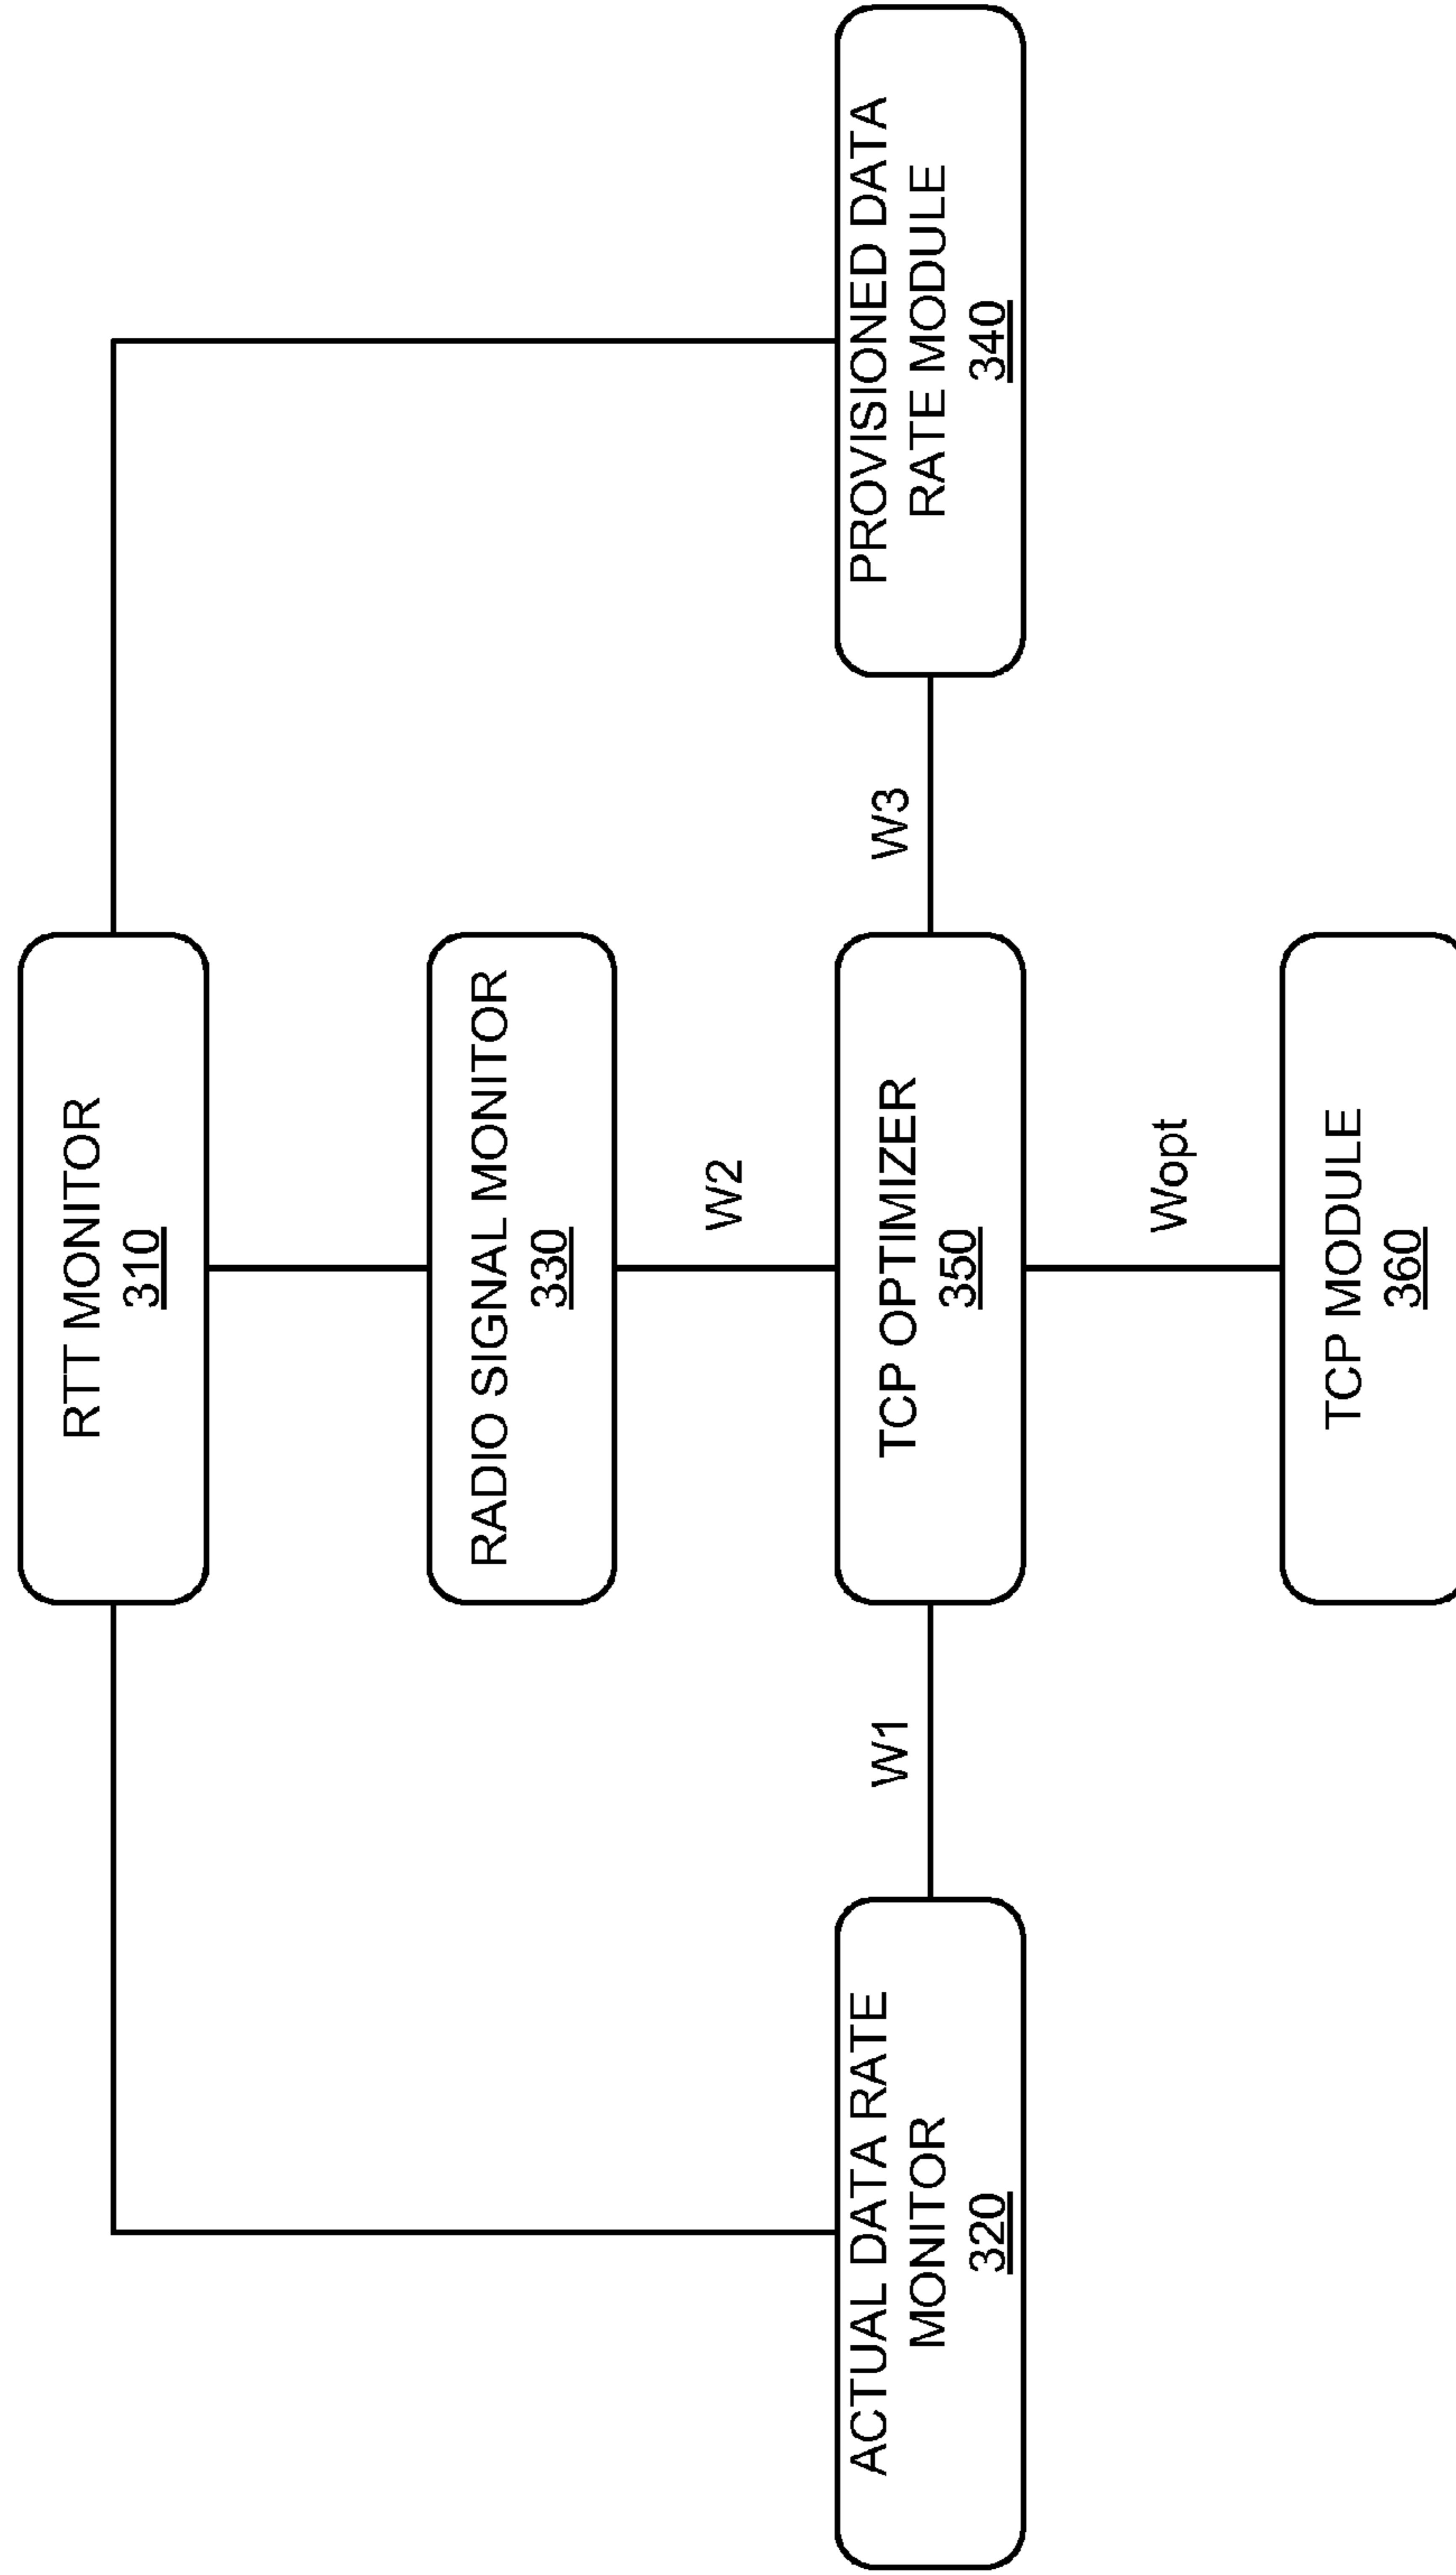 RTT MONITOR
310
RADIO SIGNAL MONITOR
330
W2
ACTUAL DATA RATE
MONITOR
320
W1
TCP OPTIMIZER
350
W3
PROVISIONED DATA
RATE MODULE
340
Wopt
TCP MODULE
360